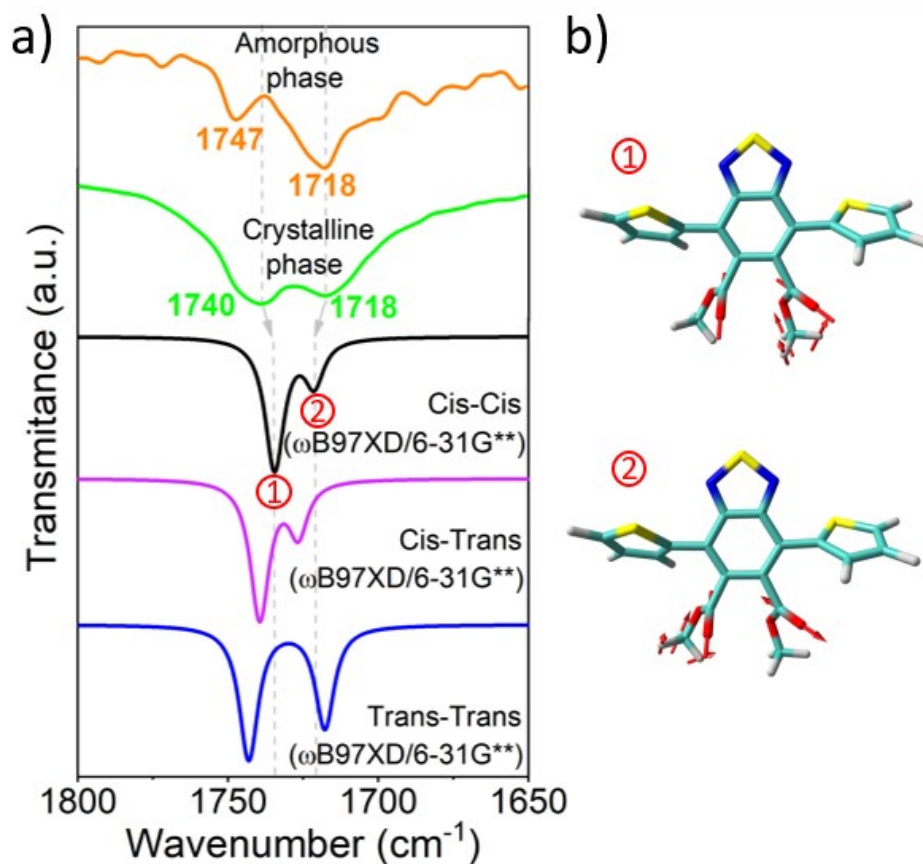 a)
b)
Amorphous
phase
1747
1718
Crystalline
phase
1740
1718
Cis-Cis
(ωB97XD/6-31G**)
Cis-Trans
(ωB97XD/6-31G**)
Trans-Trans
(ωB97XD/6-31G**)
1
2
Transmitance (a.u.)
1800
1750
1700
1650
Wavenumber (cm⁻¹)
1
2